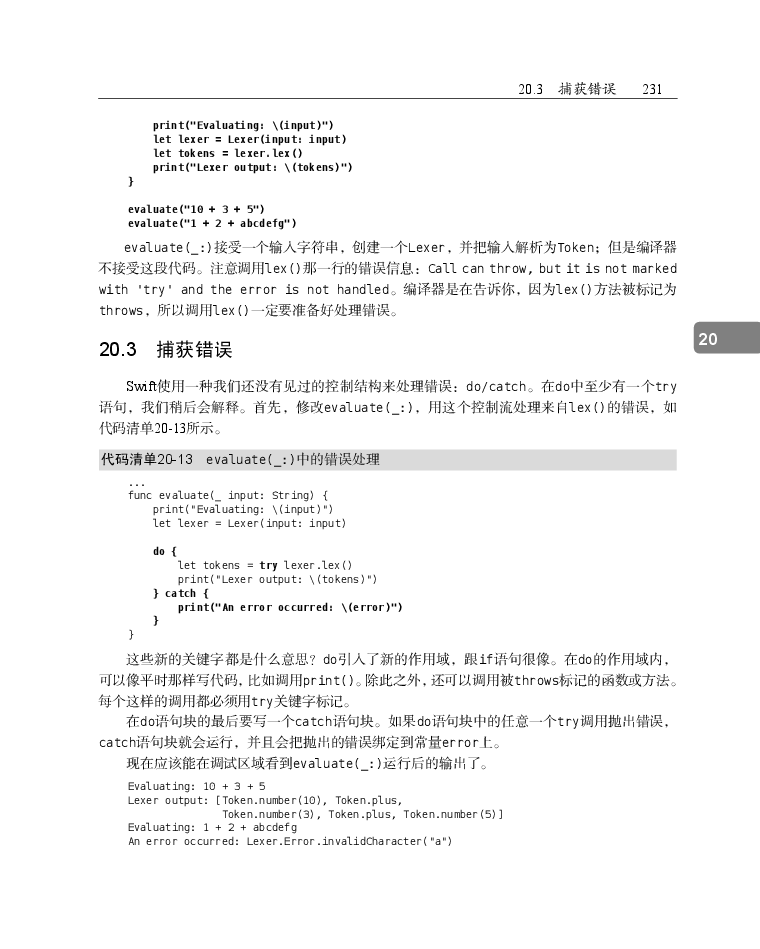 20.3 捕获错误 231
print("Evaluating: \(input)")
let lexer = Lexer(input: input)
let tokens = lexer.lex()
print("Lexer output: \(tokens)")
}
evaluate("10 + 3 + 5")
evaluate("1 + 2 + abcdefg")
evaluate(_:)接受一个输入字符串，创建一个Lexer，并把输入解析为Token；但是编译器
不接受这段代码。注意调用lex()那一行的错误信息：Call can throw, but it is not marked
with 'try' and the error is not handled。编译器是在告诉你，因为lex()方法被标记为
throws，所以调用lex()一定要准备好处理错误。
20
20.3 捕获错误
Swift使用一种我们还没有见过的控制结构来处理错误：do/catch。在do中至少有一个try
语句，我们稍后会解释。首先，修改evaluate(_:)，用这个控制流处理来自lex()的错误，如
代码清单20-13所示。
代码清单20-13 evaluate(_:)中的错误处理
...
func evaluate(_ input: String) {
print("Evaluating: \(input)")
let lexer = Lexer(input: input)
do {
let tokens = try lexer.lex()
print("Lexer output: \(tokens)")
} catch {
print("An error occurred: \(error)")
}
}
这些新的关键字都是什么意思？do引入了新的作用域，跟if语句很像。在do的作用域内，
可以像平时那样写代码，比如调用print()。除此之外，还可以调用被throws标记的函数或方法。
每个这样的调用都必须用try关键字标记。
在do语句块的最后要写一个catch语句块。如果do语句块中的任意一个try调用抛出错误，
catch语句块就会运行，并且会把抛出的错误绑定到常量error上。
现在应该能在调试区域看到evaluate(_:)运行后的输出了。
Evaluating: 10 + 3 + 5
Lexer output: [Token.number(10), Token.plus,
Token.number(3), Token.plus, Token.number(5)]
Evaluating: 1 + 2 + abcdefg
An error occurred: Lexer.Error.invalidCharacter("a")